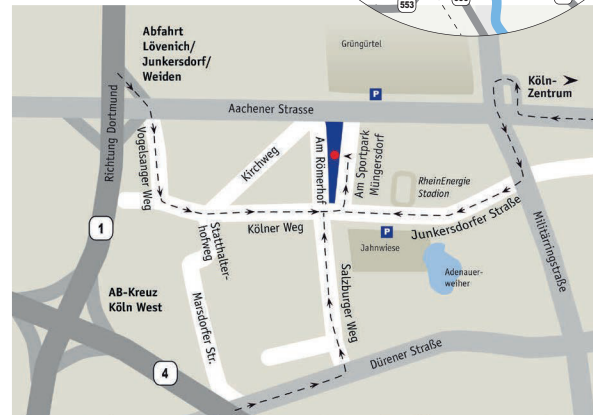 553
Abfahrt
Lövenich/
Junkersdorf/
Weiden
Grüngürtel
P
Köln-
Zentrum
Richtung Dortmund
Aachener Strasse
Vogelsanger Weg
Kirchweg
Am Römerhof
Am Sportpark
Müngersdorf
RheinEnergie
Stadion
Junkersdorfer Straße
Militärringstraße
1
Statthalter-
hofweg
Kölner Weg
P
Jahnwiese
Adenauer-
weiher
Salzburger Weg
AB-Kreuz
Köln West
Marsdorfer Str.
4
Dürener Straße